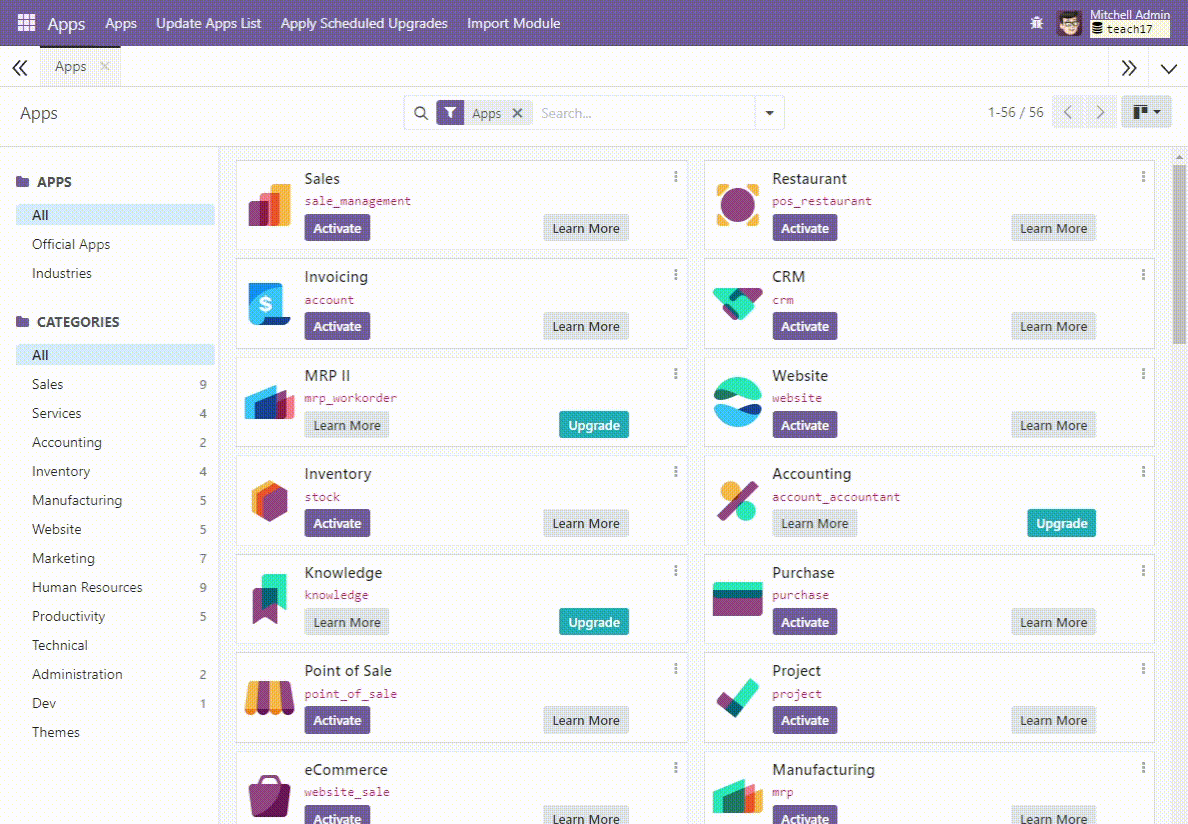 Apps Apps Update Apps List Apply Scheduled Upgrades Import Module Mitchell Admin
teach17
Apps
Apps
Apps Search... 1-56 / 56
APPS
All
Official Apps
Industries
CATEGORIES
All
Sales 9
Services 4
Accounting 2
Inventory 4
Manufacturing 5
Website 5
Marketing 7
Human Resources 9
Productivity 5
Technical
Administration 2
Dev 1
Themes
Sales
sale_management
Activate Learn More
Restaurant
pos_restaurant
Activate Learn More
Invoicing
account
Activate Learn More
CRM
crm
Activate Learn More
MRP II
mrp_workorder
Learn More Upgrade
Website
website
Activate Learn More
Inventory
stock
Activate Learn More
Accounting
account_accountant
Learn More Upgrade
Knowledge
knowledge
Learn More Upgrade
Purchase
purchase
Activate Learn More
Point of Sale
point_of_sale
Activate Learn More
Project
project
Activate Learn More
eCommerce
website_sale
Activate Learn More
Manufacturing
mrp
Activate Learn More